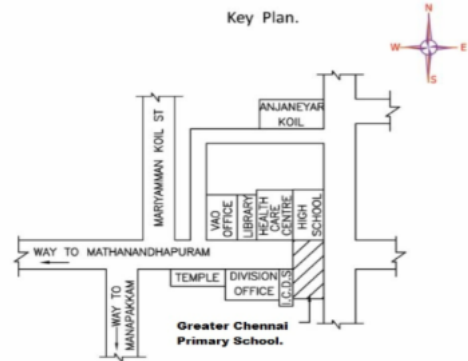 Key Plan.
N
W
E
S
ANJANEYAR
KOIL
MARIYAMMAN KOIL ST
VAO
OFFICE
LIBRARY
HEALTH
CARE
CENTRE
HIGH
SCHOOL
WAY TO MATHANANDHAPURAM
TEMPLE
DIVISION
OFFICE
I.C.D.S
WAY TO
MANAPAKKAM
Greater Chennai
Primary School.